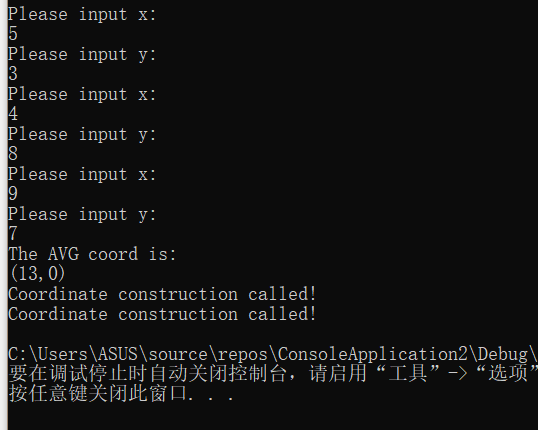 Please input x:
5
Please input y:
3
Please input x:
4
Please input y:
8
Please input x:
9
Please input y:
7
The AVG coord is:
(13,0)
Coordinate construction called!
Coordinate construction called!
C:\Users\ASUS\source\repos\ConsoleApplication2\Debug\
要在调试停止时自动关闭控制台，请启用“工具”->“选项”
按任意键关闭此窗口. . .